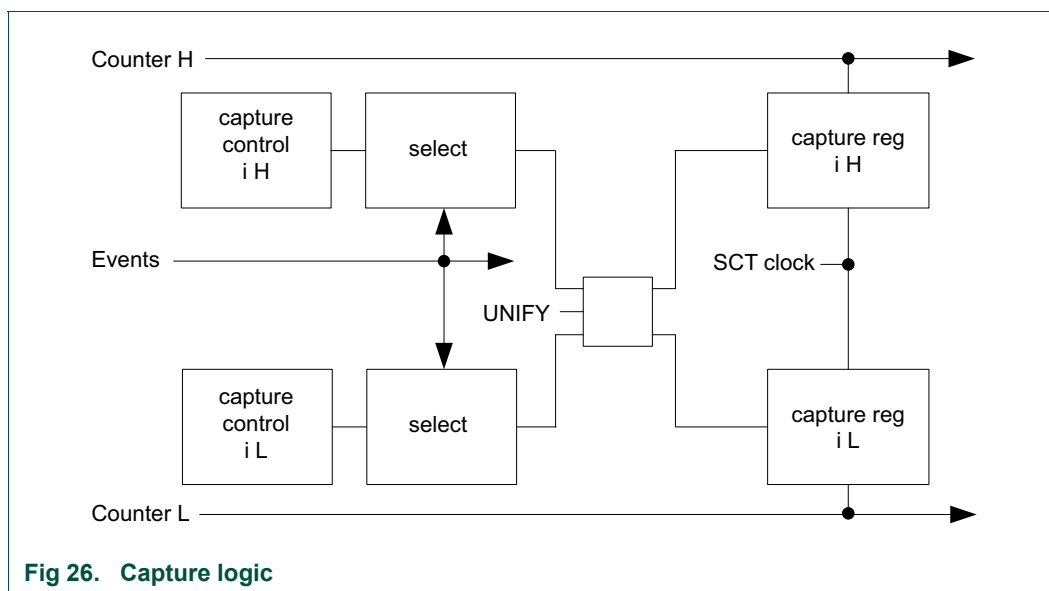 Counter H
capture
control
i H
select
capture reg
i H
Events
SCT clock
UNIFY
capture
control
i L
select
capture reg
i L
Counter L
Fig 26. Capture logic